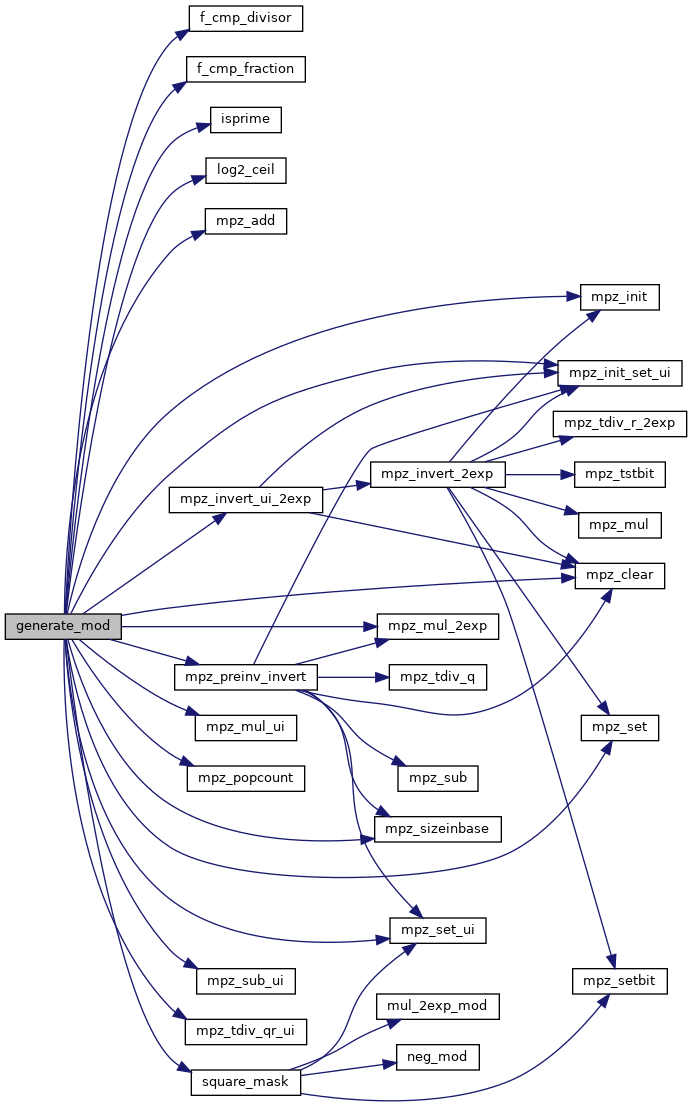 f_cmp_divisor
f_cmp_fraction
isprime
log2_ceil
mpz_add
mpz_init
mpz_init_set_ui
mpz_tdiv_r_2exp
mpz_invert_2exp
mpz_tstbit
mpz_invert_ui_2exp
mpz_mul
mpz_clear
generate_mod
mpz_mul_2exp
mpz_preinv_invert
mpz_tdiv_q
mpz_mul_ui
mpz_set
mpz_popcount
mpz_sub
mpz_sizeinbase
mpz_set_ui
mpz_sub_ui
mpz_setbit
mul_2exp_mod
mpz_tdiv_qr_ui
neg_mod
square_mask